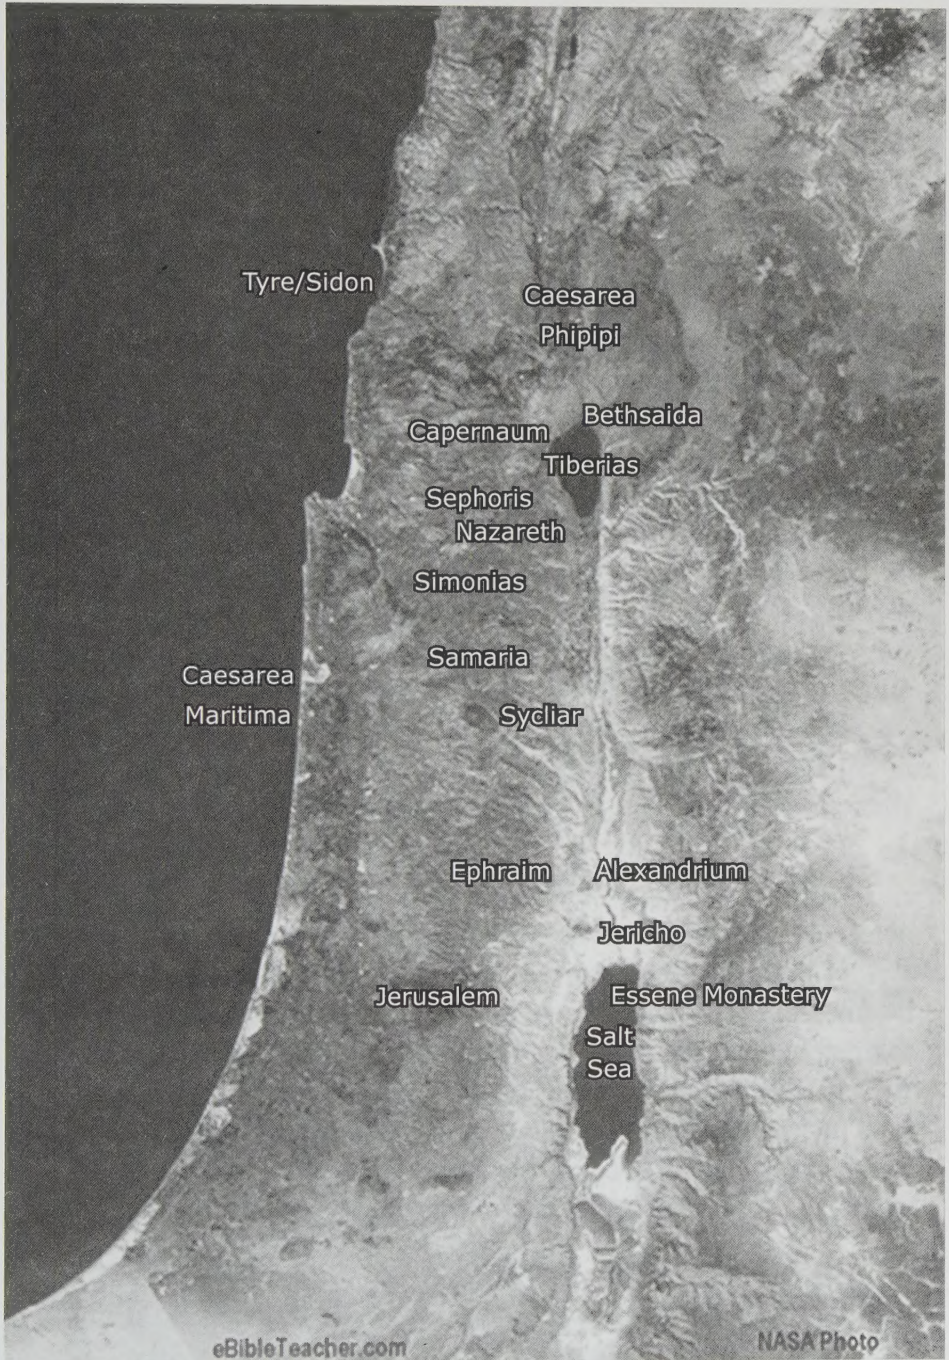 Tyre/Sidon
Caesarea
Phipipi
Bethsaida
Capernaum
Tiberias
Sephoris
Nazareth
Simonias
Samaria
Caesarea
Maritima
Sycliar
Ephraim
Alexandrium
Jericho
Jerusalem
Essene Monastery
Salt
Sea
eBibleTeacher.com
NASA Photo